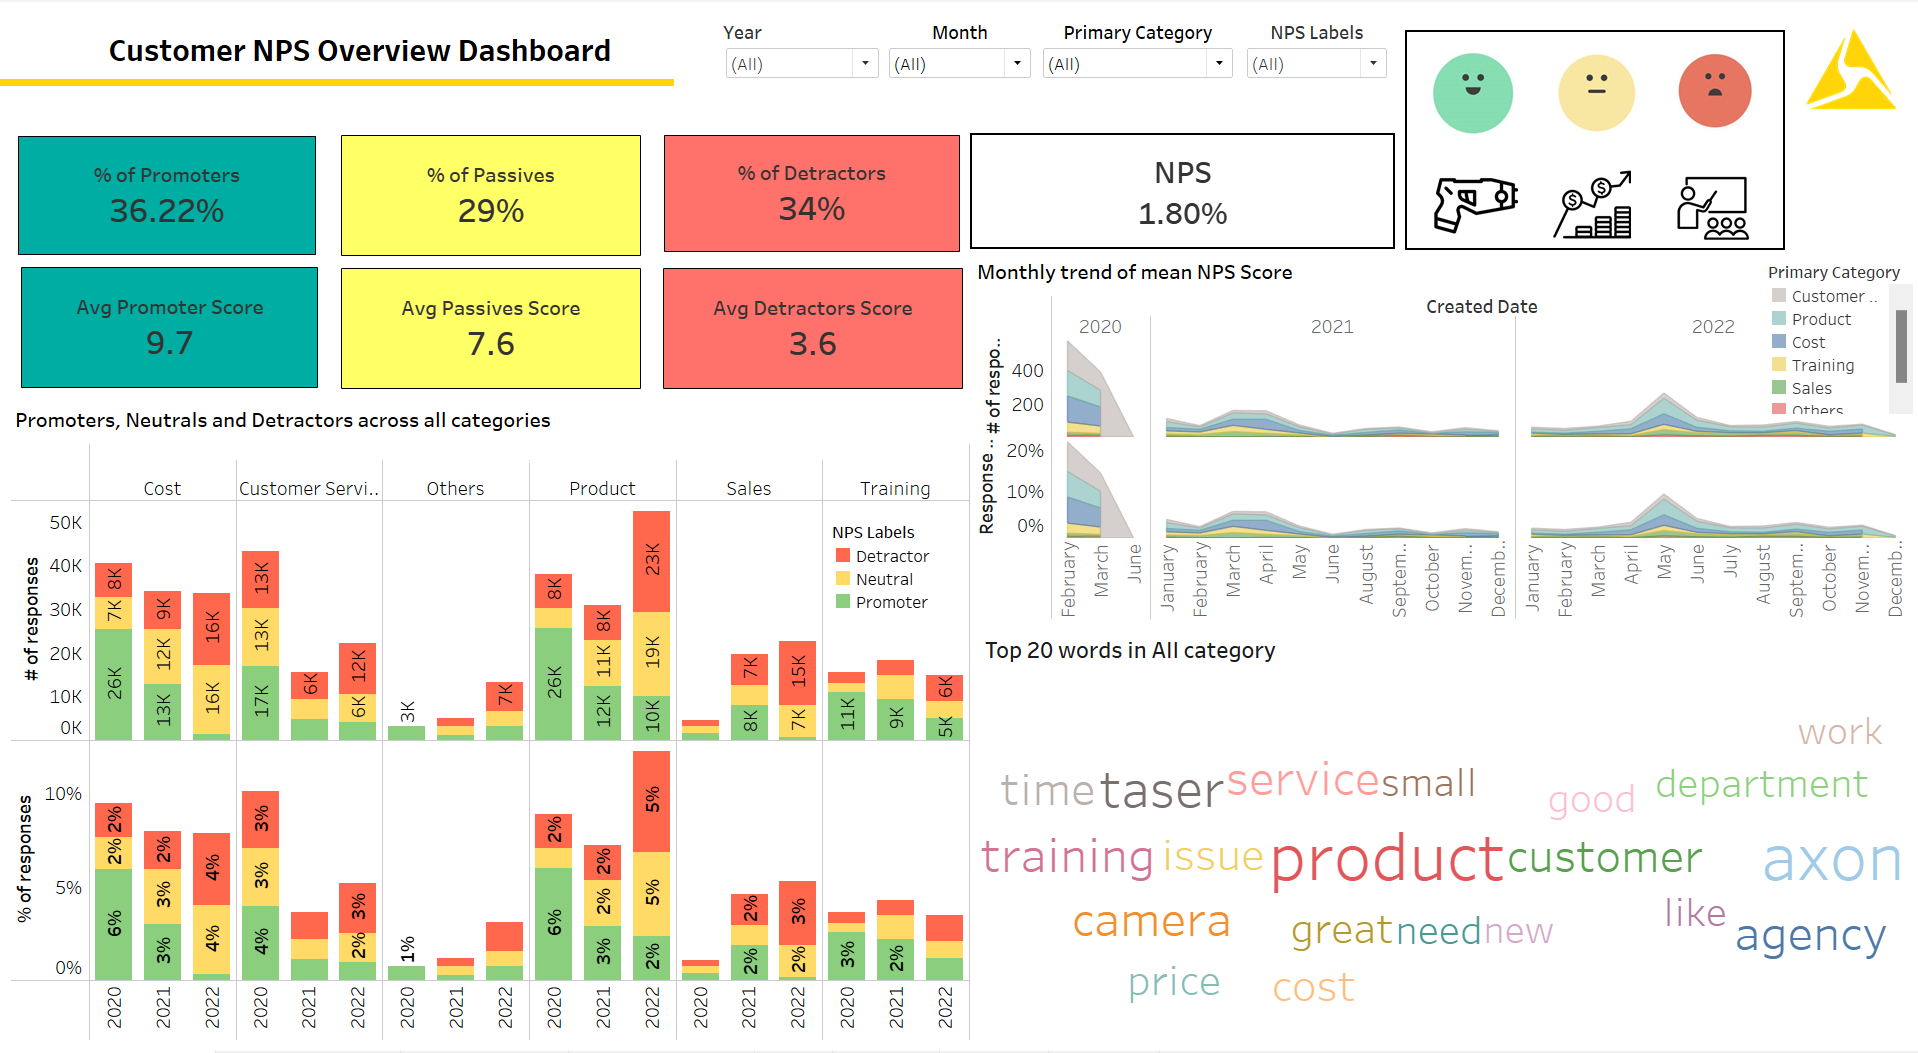 Customer NPS Overview Dashboard
Year
Month
Primary Category
NPS Labels
(All)
(All)
(All)
(All)
% of Promoters
36.22%
% of Passives
29%
% of Detractors
34%
NPS
1.80%
Avg Promoter Score
9.7
Avg Passives Score
7.6
Avg Detractors Score
3.6
Monthly trend of mean NPS Score
Primary Category
Customer ..
Product
Cost
Training
Sales
Others
Created Date
2020
2021
2022
# of respo..
400
200
Response ..
20%
10%
0%
February
March
June
January
February
March
April
May
June
August
Septem..
October
Novem..
Decemb..
January
February
March
April
May
June
July
August
Septem..
October
Novem..
Decemb..
Promoters, Neutrals and Detractors across all categories
Cost
Customer Servi..
Others
Product
Sales
Training
NPS Labels
Detractor
Neutral
Promoter
# of responses
50K
40K
30K
20K
10K
0K
8K
7K
26K
9K
12K
13K
16K
16K
13K
13K
17K
6K
12K
6K
3K
7K
8K
26K
8K
11K
12K
23K
19K
10K
7K
8K
15K
7K
11K
9K
6K
5K
% of responses
10%
5%
0%
2%
2%
6%
2%
3%
3%
4%
4%
3%
3%
4%
3%
2%
1%
2%
6%
2%
2%
3%
5%
5%
2%
2%
2%
3%
2%
3%
2%
2020
2021
2022
2020
2021
2022
2020
2021
2022
2020
2021
2022
2020
2021
2022
2020
2021
2022
Top 20 words in All category
work
time taser service small good department
training issue product customer axon
camera great need new like agency
price cost